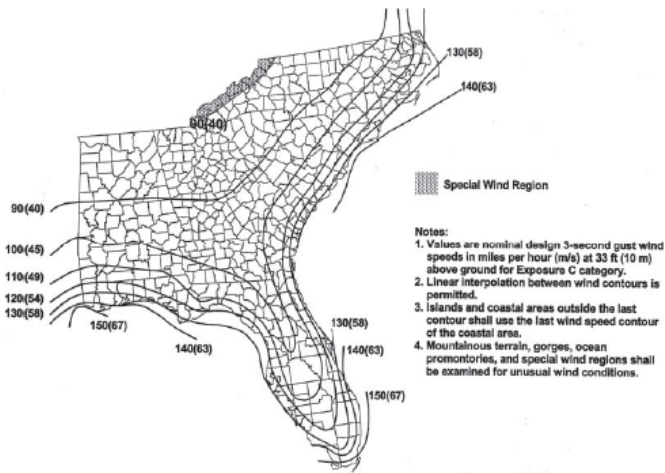 130(58)
140(63)
90(40)
Special Wind Region
90(40)
100(45)
110(49)
120(54)
130(58)
150(67)
140(63)
130(58)
140(63)
150(67)
Notes:
1. Values are nominal design 3-second gust wind
speeds in miles per hour (m/s) at 33 ft (10 m)
above ground for Exposure C category.
2. Linear interpolation between wind contours is
permitted.
3. Islands and coastal areas outside the last
contour shall use the last wind speed contour
of the coastal area.
4. Mountainous terrain, gorges, ocean
promontories, and special wind regions shall
be examined for unusual wind conditions.